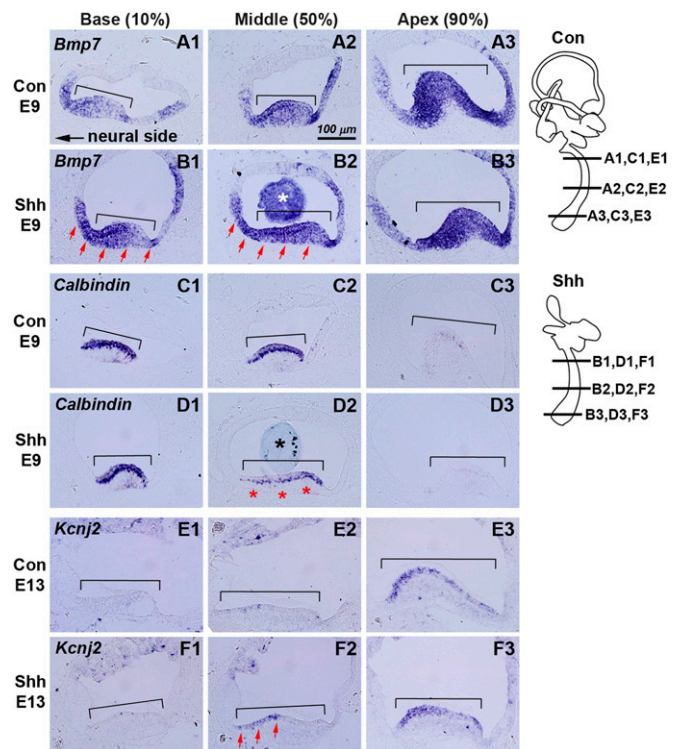 Base (10%) Middle (50%) Apex (90%)
Bmp7 A1 A2 A3
Con
E9
neural side
100 µm
Bmp7 B1 B2 B3
Shh
E9
*
Calbindin C1 C2 C3
Con
E9
Calbindin D1 D2 D3
Shh
E9
*
* * *
Kcnj2 E1 E2 E3
Con
E13
Kcnj2 F1 F2 F3
Shh
E13
Con
A1,C1,E1
A2,C2,E2
A3,C3,E3
Shh
B1,D1,F1
B2,D2,F2
B3,D3,F3